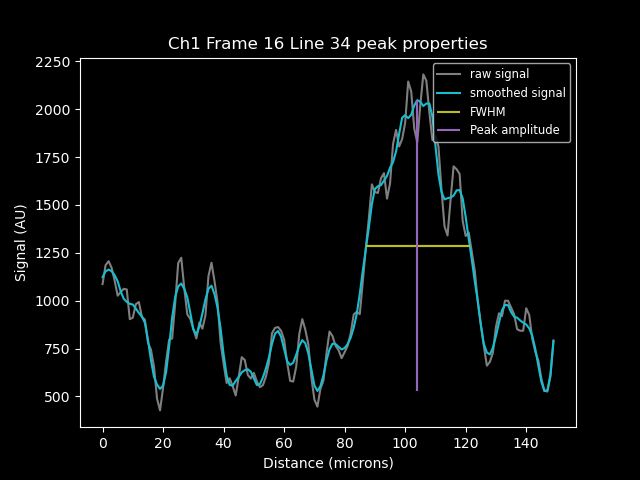 Ch1 Frame 16 Line 34 peak properties
raw signal
smoothed signal
FWHM
Peak amplitude
Signal (AU)
2250
2000
1750
1500
1250
1000
750
500
0 20 40 60 80 100 120 140
Distance (microns)